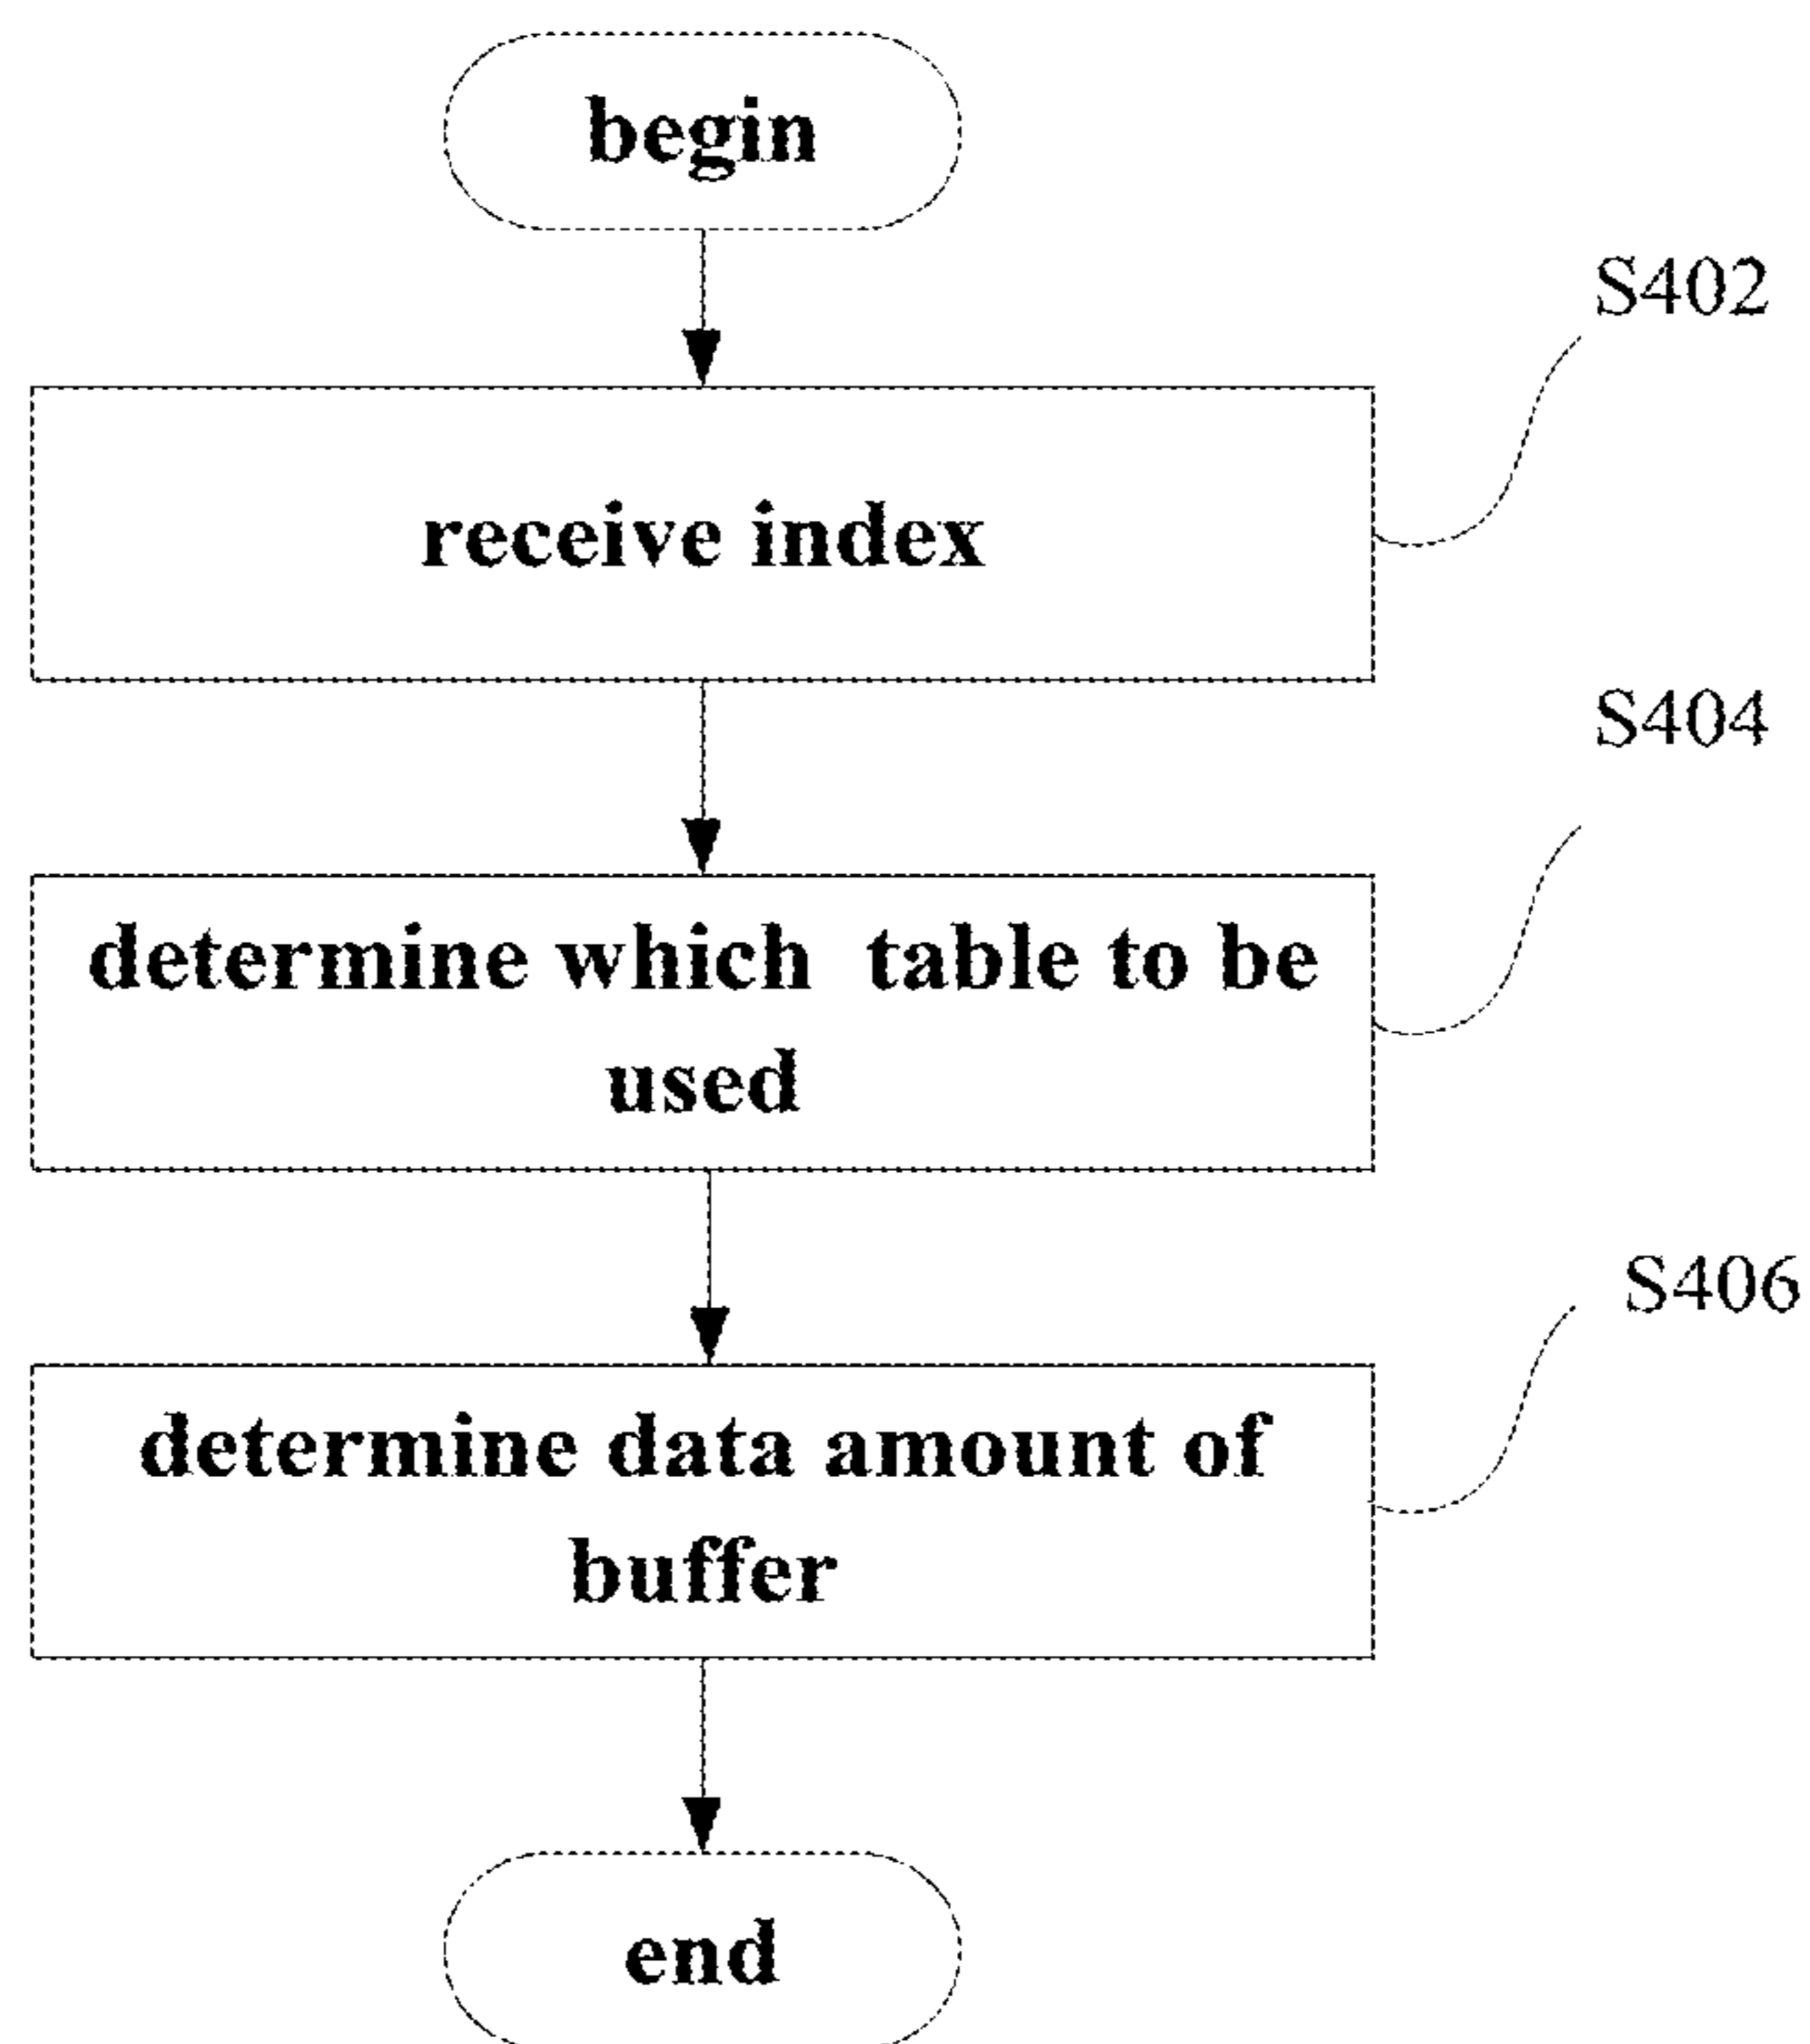 begin
S402
receive index
S404
determine which table to be
used
S406
determine data amount of
buffer
end